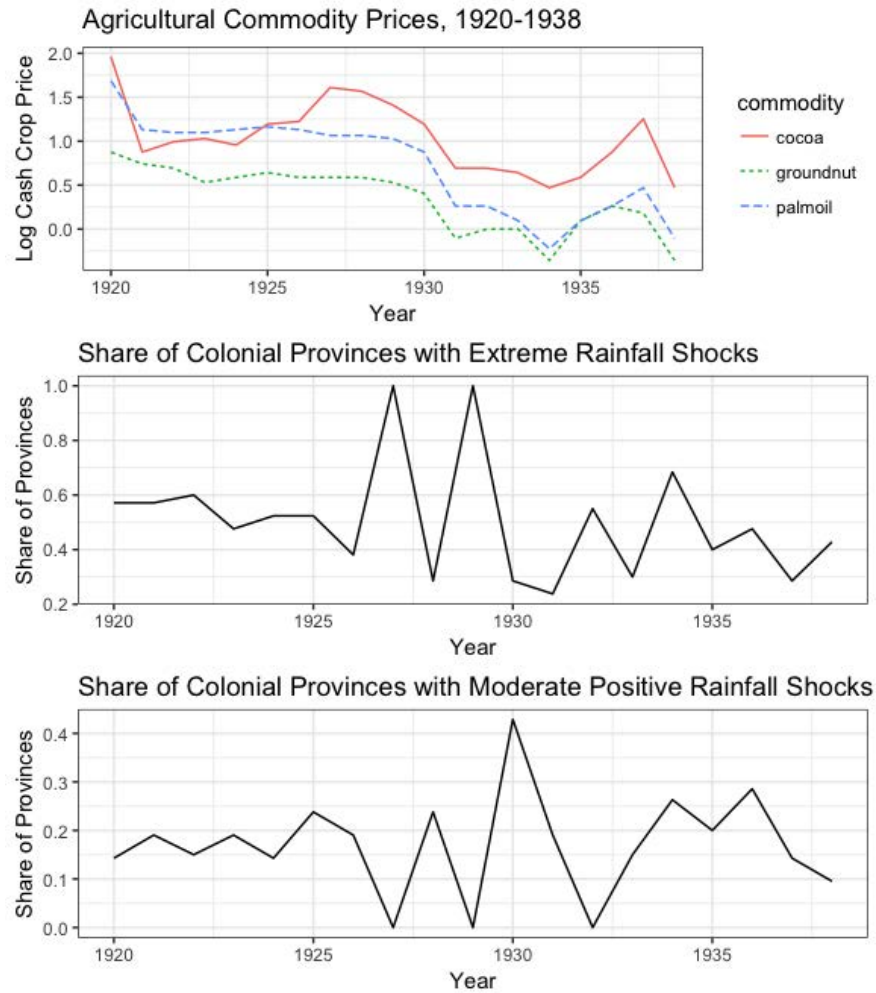 Agricultural Commodity Prices, 1920-1938
Log Cash Crop Price
2.0
1.5
1.0
0.5
0.0
1920 1925 1930 1935
Year
commodity
cocoa
groundnut
palmoil
Share of Colonial Provinces with Extreme Rainfall Shocks
Share of Provinces
1.0
0.8
0.6
0.4
0.2
1920 1925 1930 1935
Year
Share of Colonial Provinces with Moderate Positive Rainfall Shocks
Share of Provinces
0.4
0.3
0.2
0.1
0.0
1920 1925 1930 1935
Year